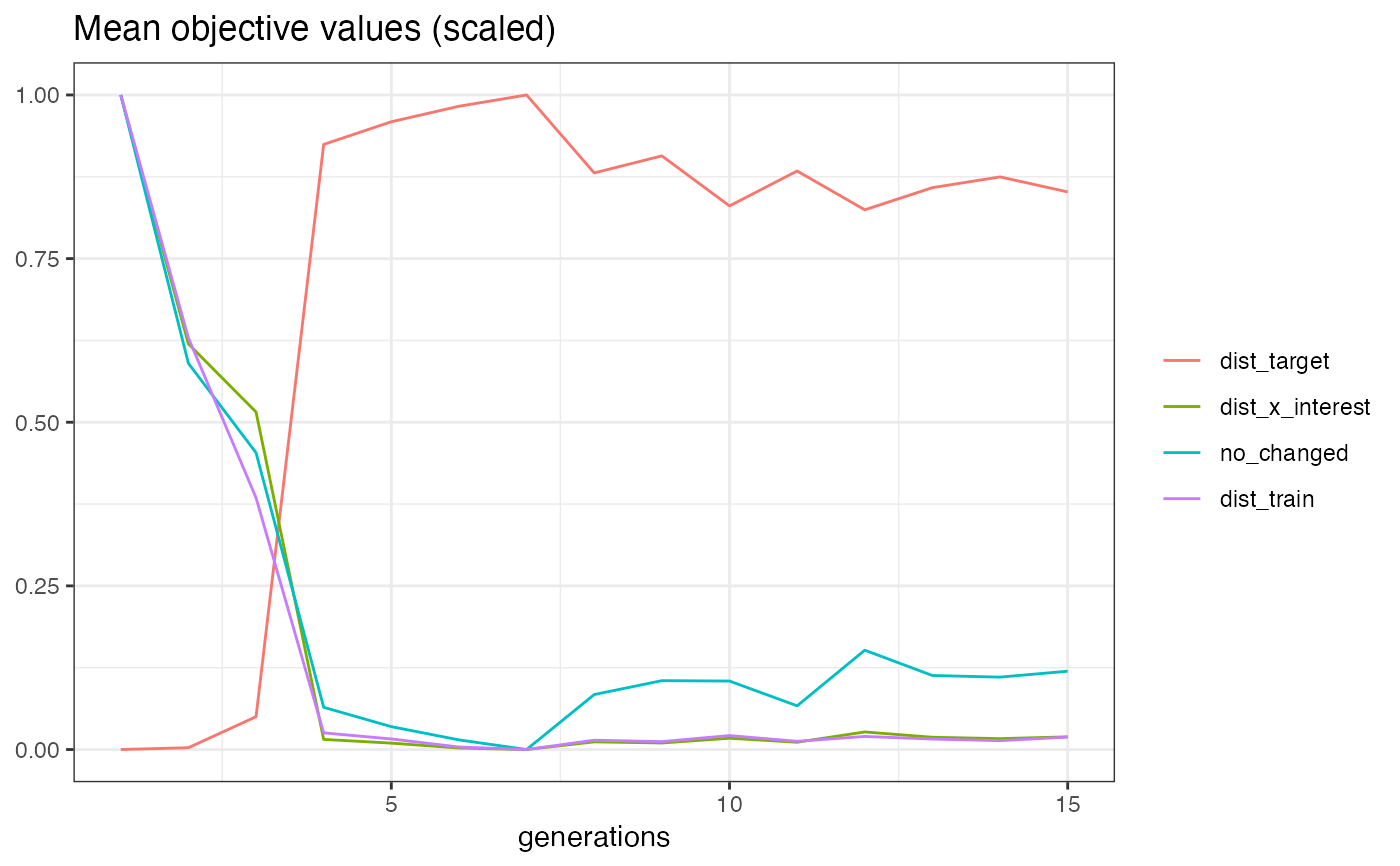 Mean objective values (scaled)
1.00
0.75
0.50
0.25
0.00
5 10 15
generations
dist_target
dist_x_interest
no_changed
dist_train